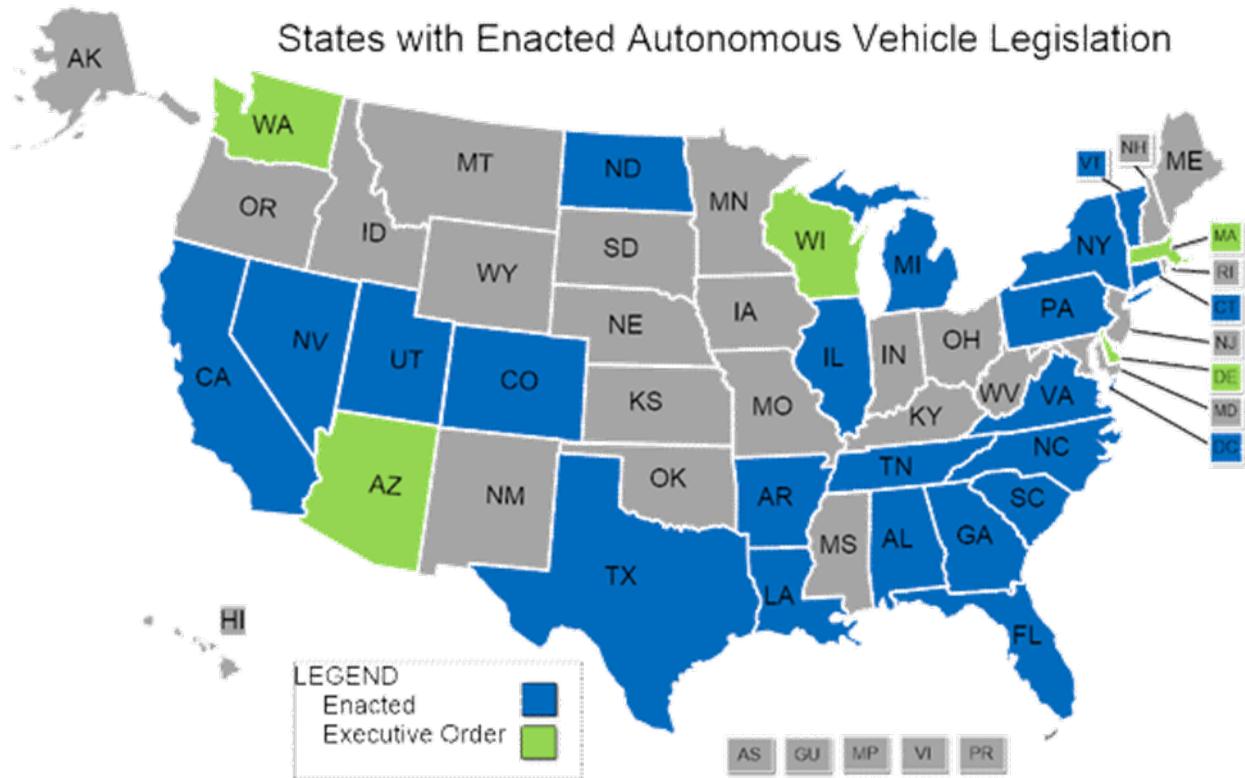 States with Enacted Autonomous Vehicle Legislation
AK
WA
MT
ND
MN
VT
NH
ME
OR
ID
SD
WI
MI
NY
MA
WY
RI
IA
NE
PA
CT
NV
UT
CO
IL
IN
OH
NJ
CA
DE
KS
MO
WV
VA
MD
KY
DC
AZ
NM
OK
AR
TN
NC
SC
MS
AL
GA
TX
LA
FL
HI
LEGEND
Enacted
Executive Order
AS GU MP VI PR